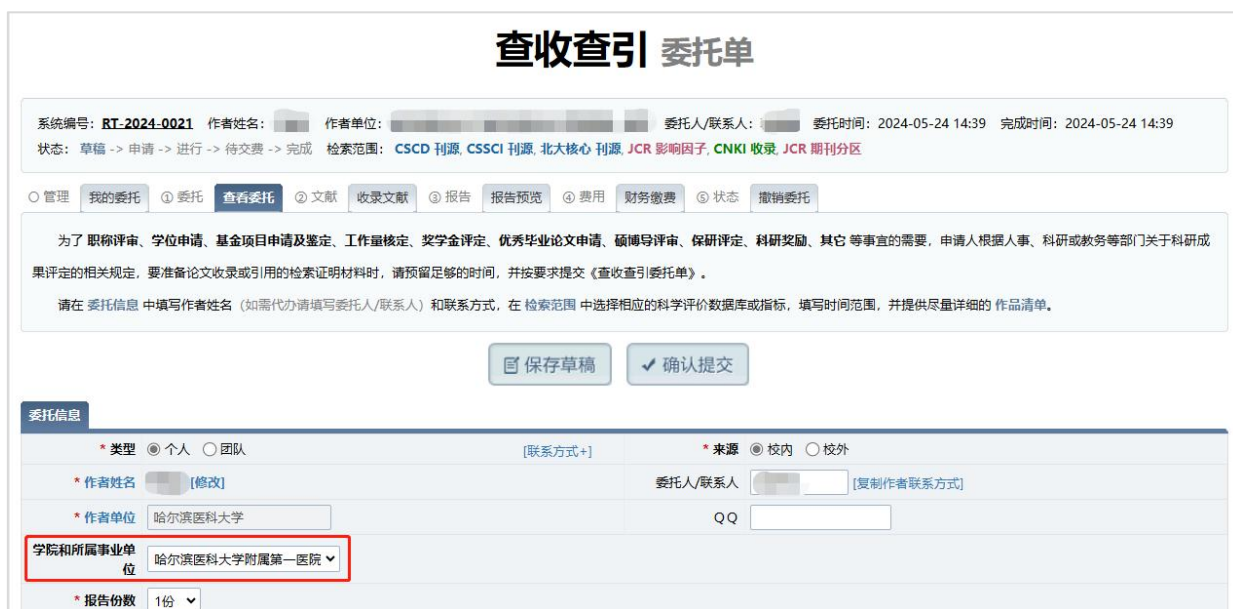 查收查引 委托单
系统编号：RT-2024-0021 作者姓名： 作者单位： 委托人/联系人： 委托时间：2024-05-24 14:39 完成时间：2024-05-24 14:39
状态： 草稿 -> 申请 -> 进行 -> 待交费 -> 完成 检索范围： CSCD 刊源, CSSCI 刊源, 北大核心 刊源, JCR 影响因子, CNKI 收录, JCR 期刊分区
管理 我的委托 ① 委托 查看委托 ② 文献 收录文献 ③ 报告 报告预览 ④ 费用 财务缴费 ⑤ 状态 撤销委托
为了 职称评审、学位申请、基金项目申请及鉴定、工作量核定、奖学金评定、优秀毕业论文申请、硕博导评审、保研评定、科研奖励、其它 等事宜的需要，申请人根据人事、科研或教务等部门关于科研成
果评定的相关规定，要准备论文收录或引用的检索证明材料时，请预留足够的时间，并按要求提交《查收查引委托单》。
请在 委托信息 中填写作者姓名（如需代办请填写委托人/联系人）和联系方式，在 检索范围 中选择相应的科学评价数据库或指标，填写时间范围，并提供尽量详细的 作品清单。
保存草稿 确认提交
委托信息
* 类型 个人 团队 [联系方式+] * 来源 校内 校外
* 作者姓名 [修改] 委托人/联系人 [复制作者联系方式]
* 作者单位 哈尔滨医科大学 QQ
学院和所属事业单
位 哈尔滨医科大学附属第一医院
* 报告份数 1份